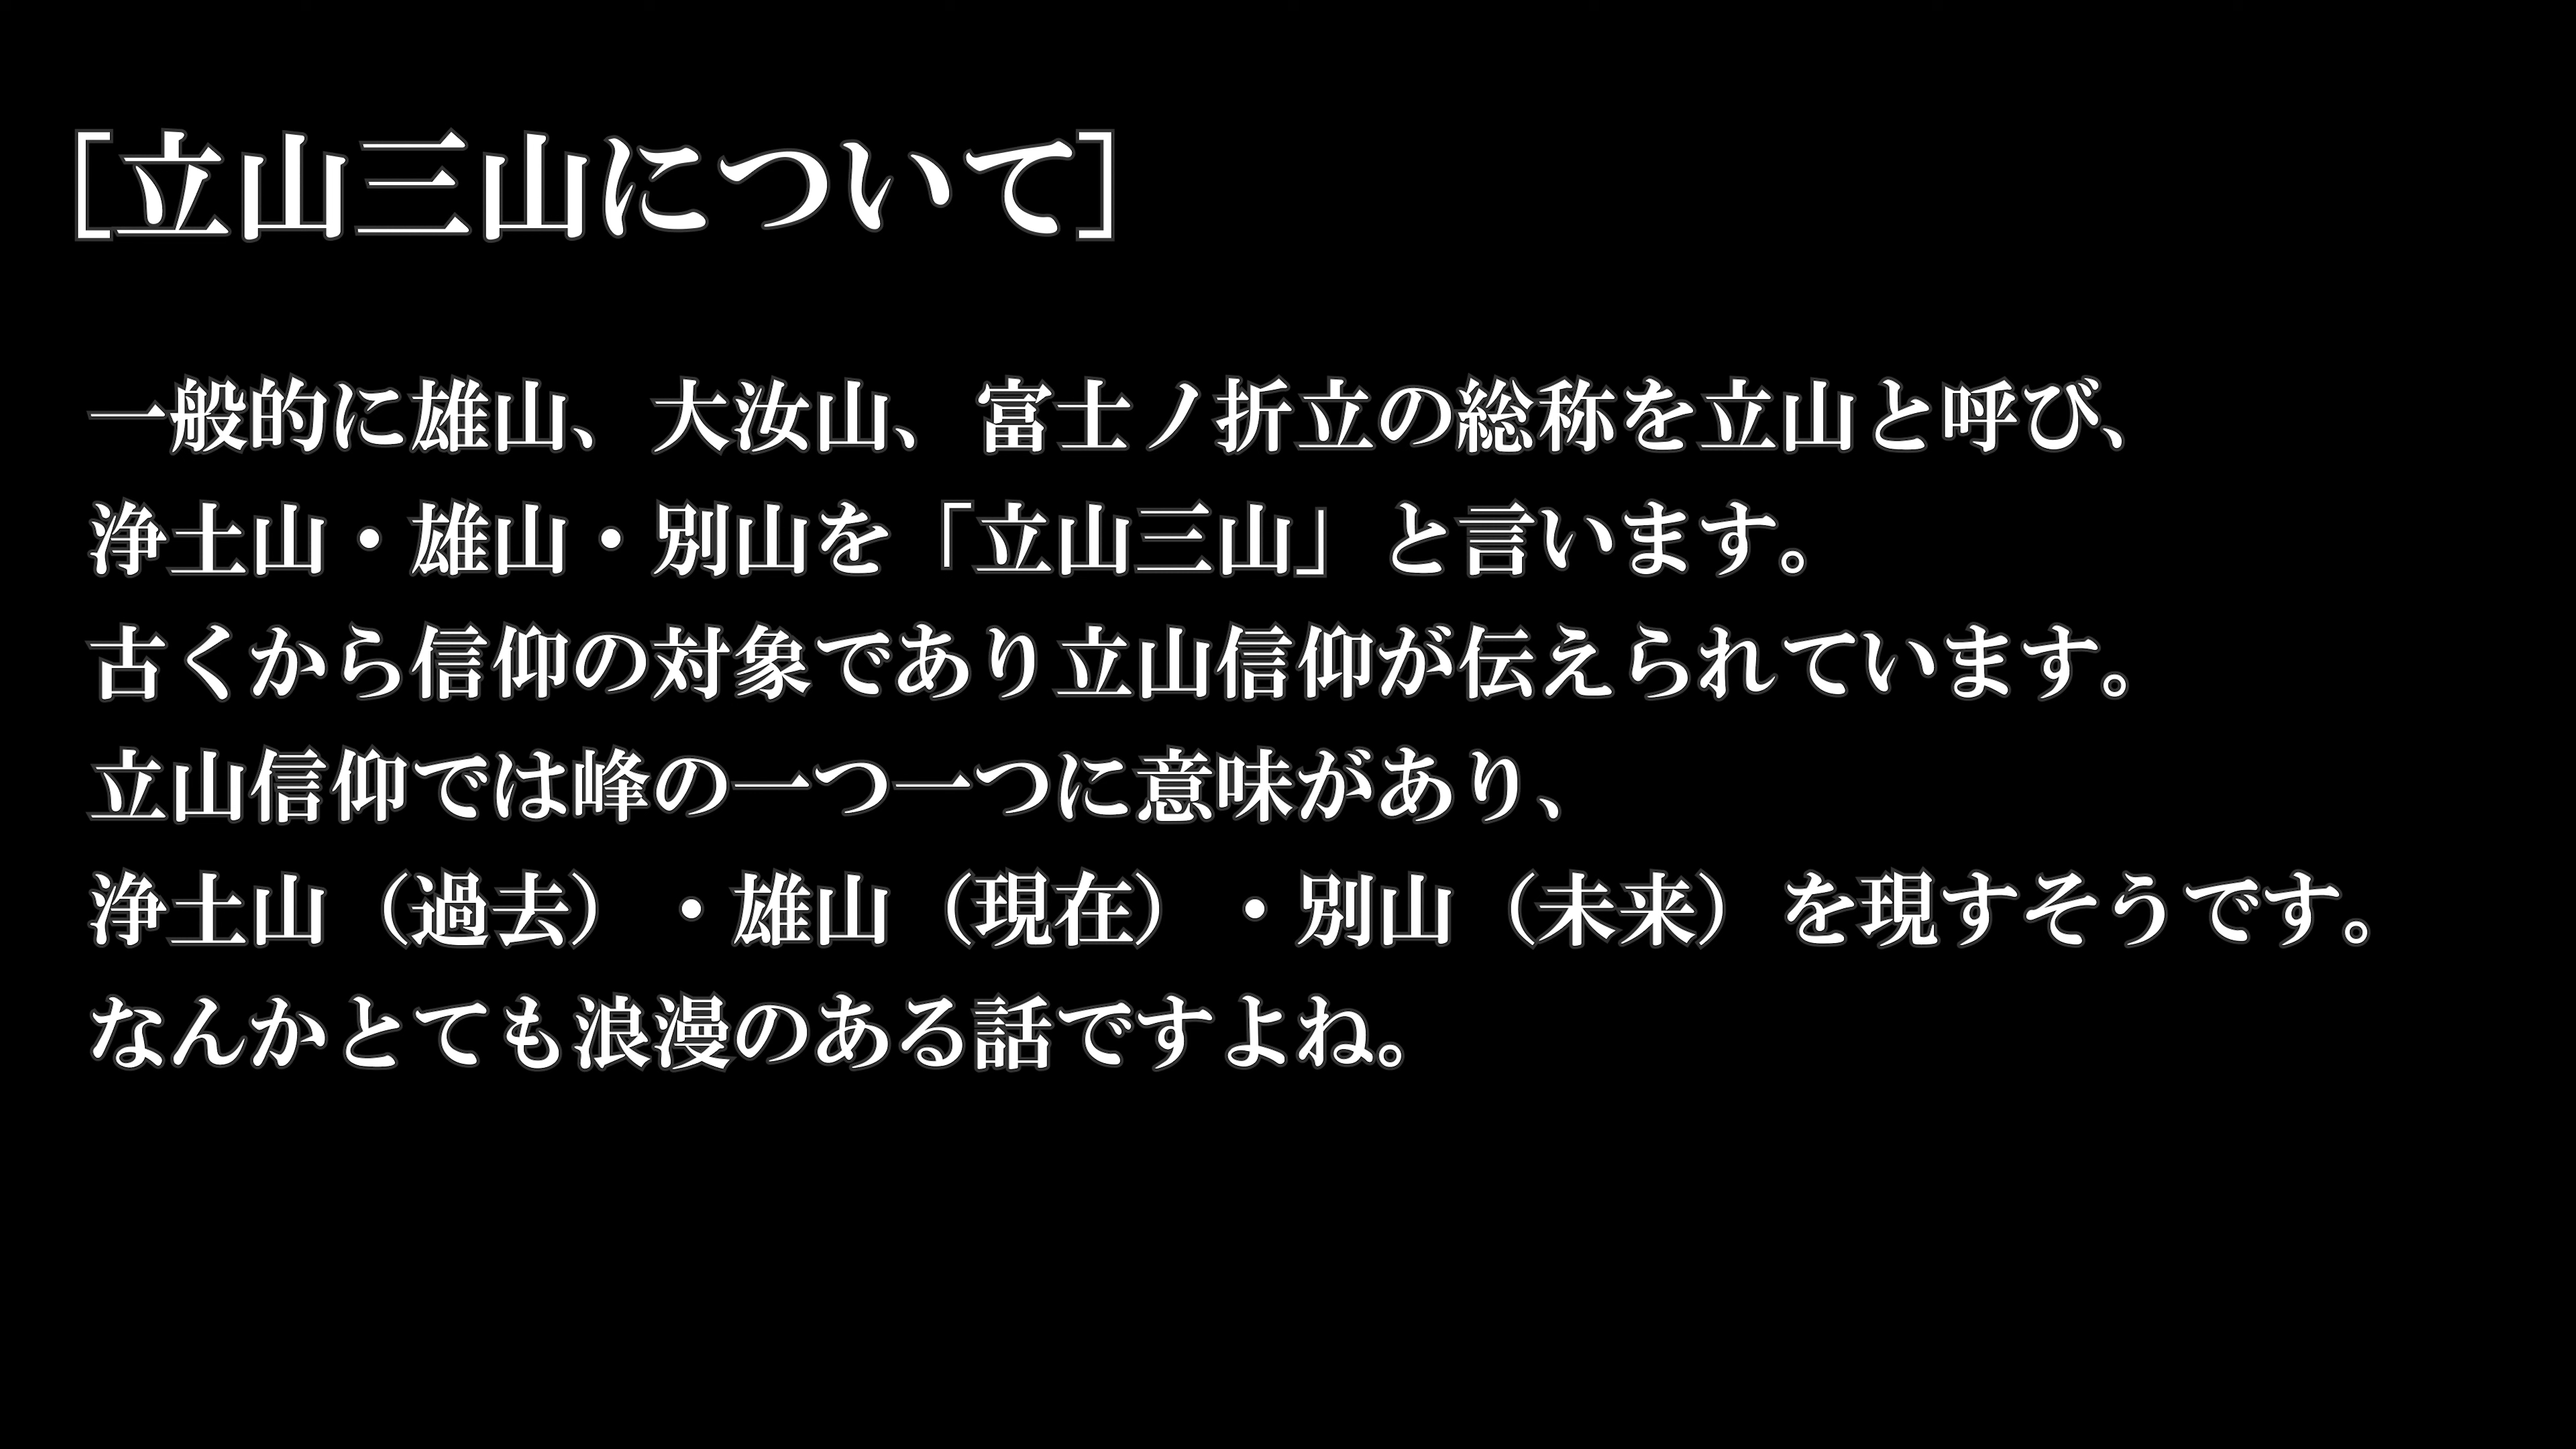 ［立山三山について］
一般的に雄山、大汝山、富士ノ折立の総称を立山と呼び、
浄土山・雄山・別山を「立山三山」と言います。
古くから信仰の対象であり立山信仰が伝えられています。
立山信仰では峰の一つ一つに意味があり、
浄土山（過去）・雄山（現在）・別山（未来）を現すそうです。
なんかとても浪漫のある話ですよね。